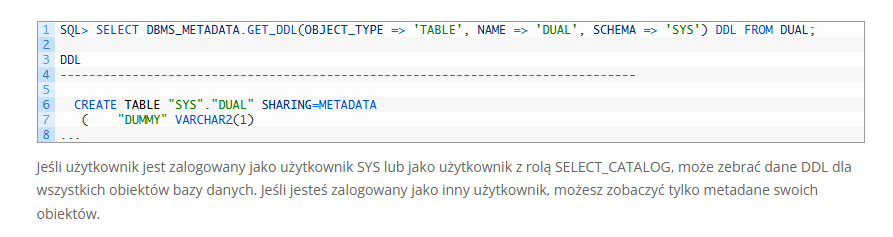 1 SQL> SELECT DBMS_METADATA.GET_DDL(OBJECT_TYPE => 'TABLE', NAME => 'DUAL', SCHEMA => 'SYS') DDL FROM DUAL;
2
3 DDL
4 --------------------------------------------------------------------------------
5
6 CREATE TABLE "SYS"."DUAL" SHARING=METADATA
7 ( "DUMMY" VARCHAR2(1)
8 ...
Jeśli użytkownik jest zalogowany jako użytkownik SYS lub jako użytkownik z rolą SELECT_CATALOG, może zebrać dane DDL dla
wszystkich obiektów bazy danych. Jeśli jesteś zalogowany jako inny użytkownik, możesz zobaczyć tylko metadane swoich
obiektów.